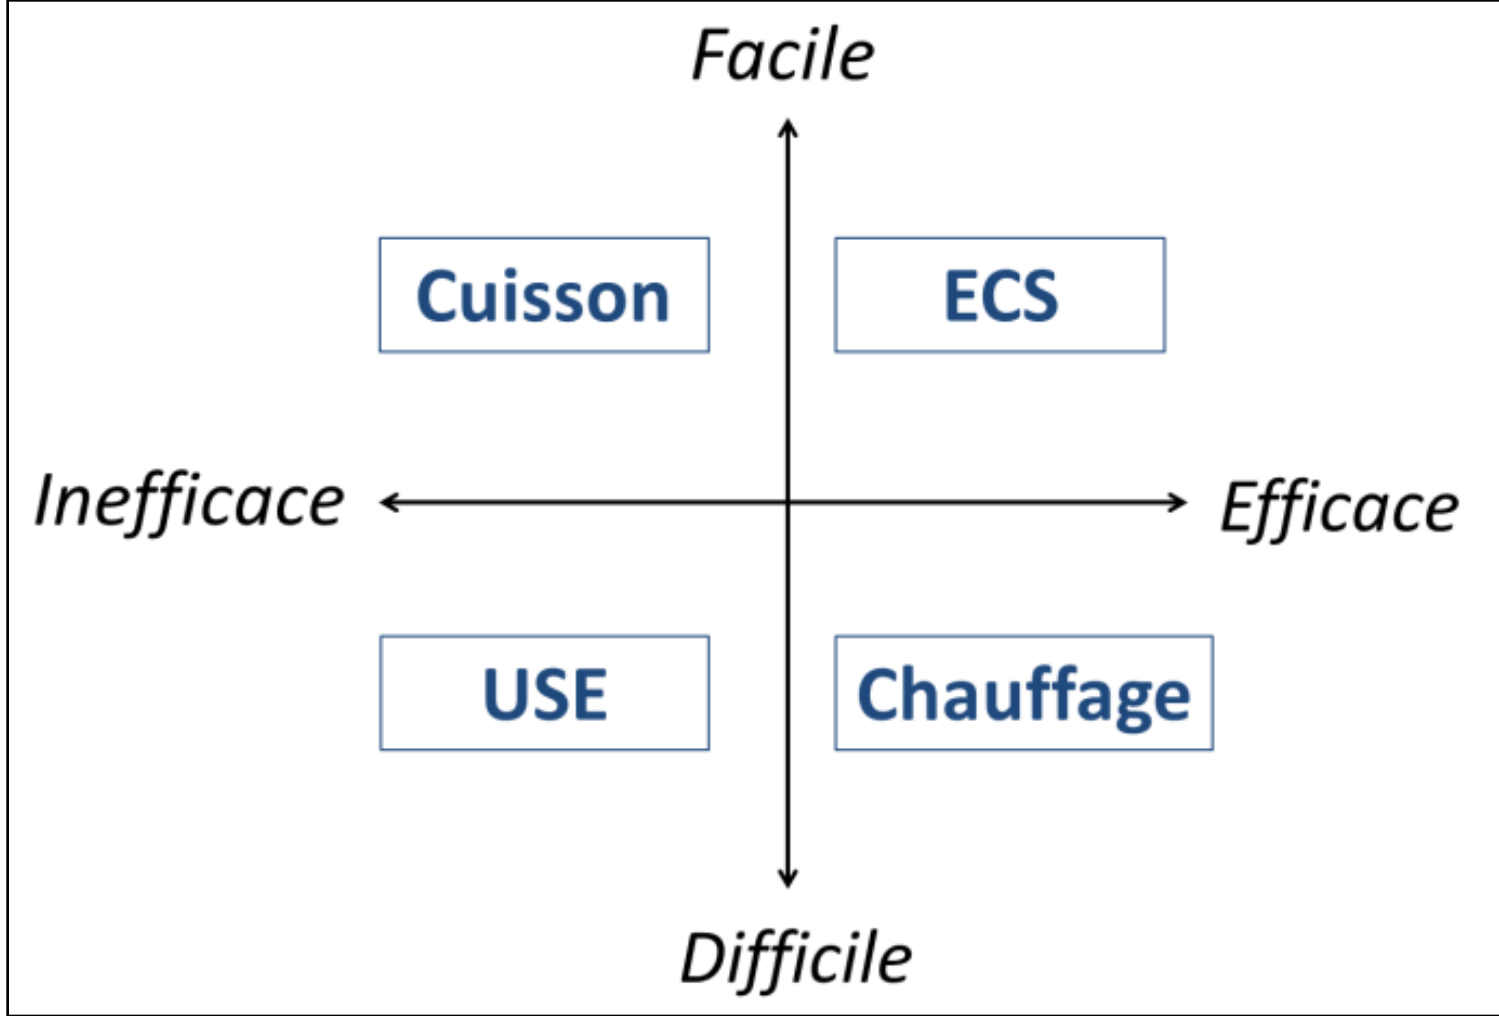 Facile
Cuisson
ECS
Inefficace
Efficace
USE
Chauffage
Difficile